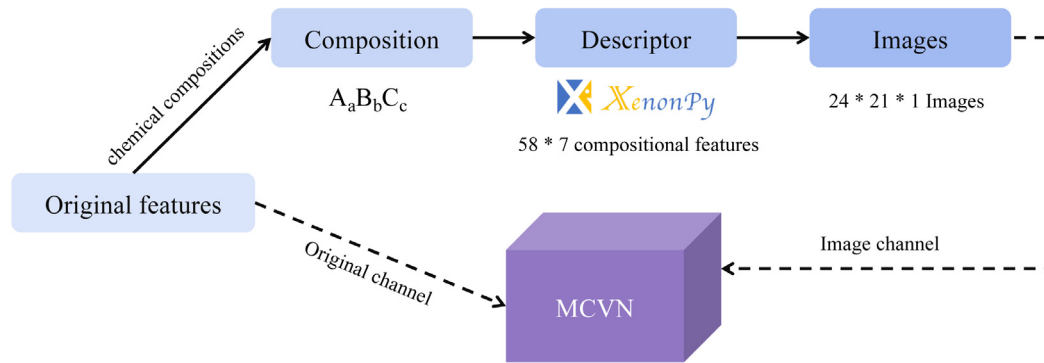 Composition
Descriptor
Images
chemical compositions
AₐBbCc
XenonPy
24 * 21 * 1 Images
58 * 7 compositional features
Original features
Original channel
Image channel
MCVN